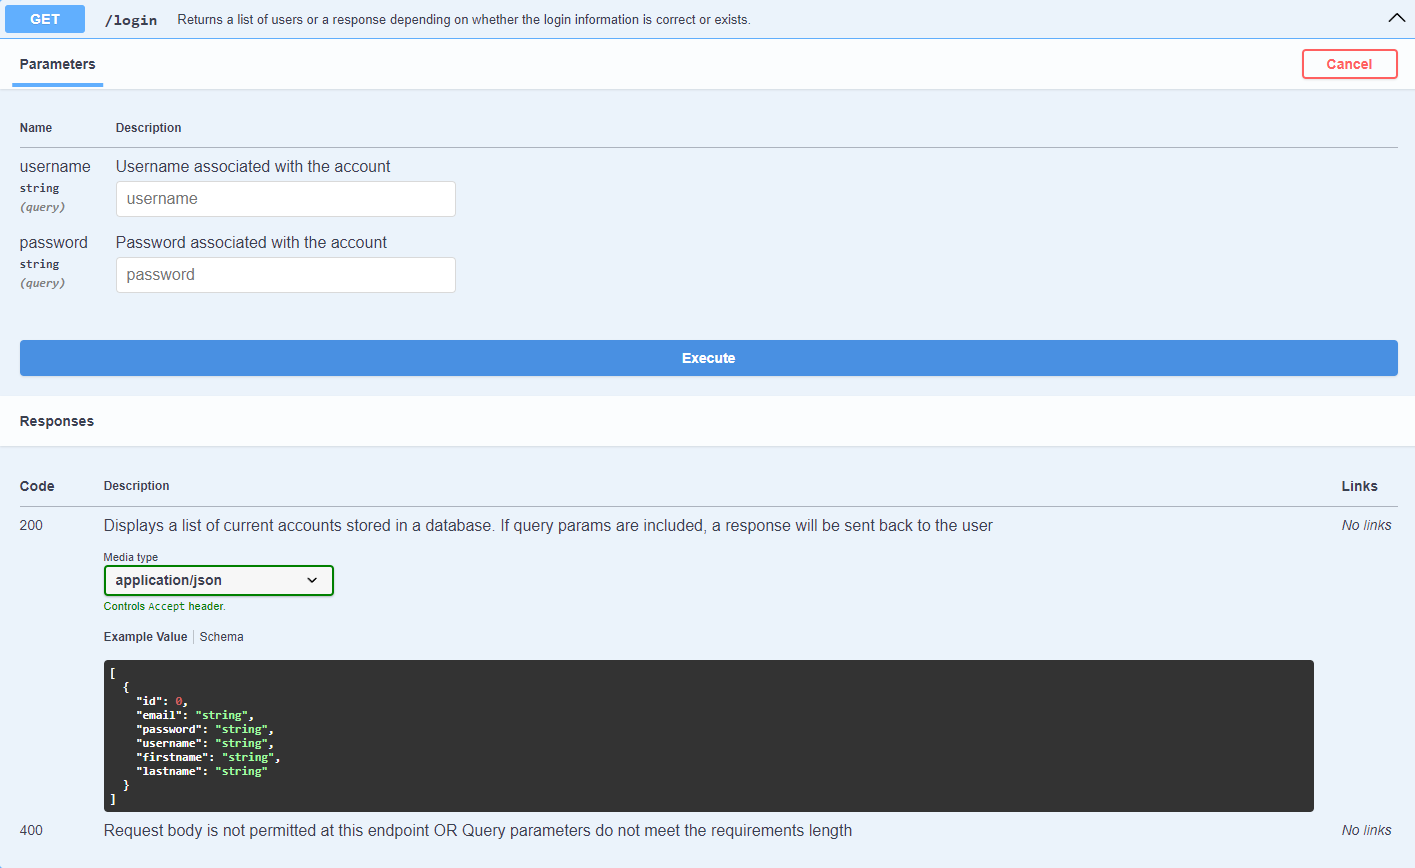 GET /login Returns a list of users or a response depending on whether the login information is correct or exists.
Parameters Cancel
Name Description
username Username associated with the account
string username
(query)
password Password associated with the account
string password
(query)
Execute
Responses
Code Description Links
200 Displays a list of current accounts stored in a database. If query params are included, a response will be sent back to the user No links
Media type
application/json
Controls Accept header.
Example Value Schema
[
  {
    "id": 0,
    "email": "string",
    "password": "string",
    "username": "string",
    "firstname": "string",
    "lastname": "string"
  }
]
400 Request body is not permitted at this endpoint OR Query parameters do not meet the requirements length No links